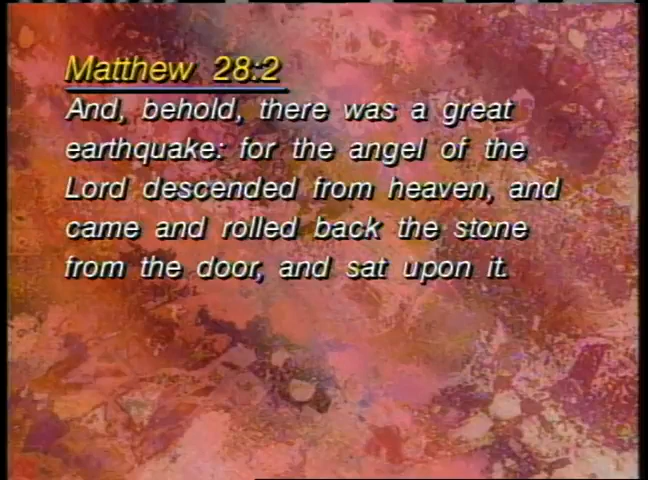 Matthew 28:2
And, behold, there was a great
earthquake: for the angel of the
Lord descended from heaven, and
came and rolled back the stone
from the door, and sat upon it.